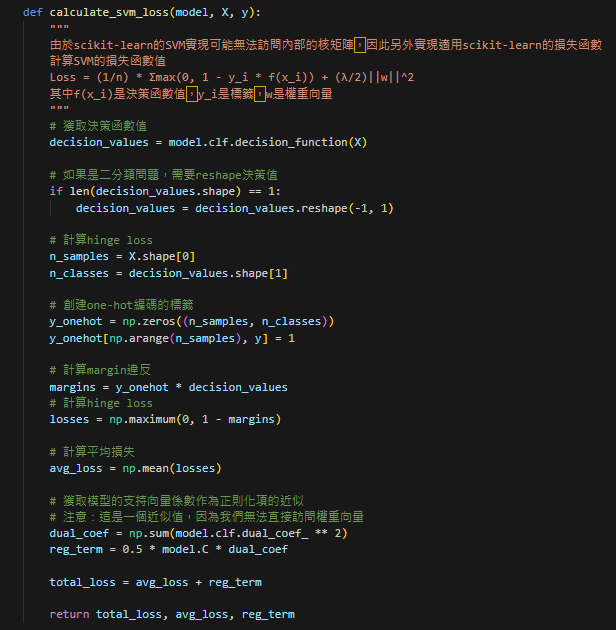 def calculate_svm_loss(model, X, y):
    """
    由於scikit-learn的SVM實現可能無法訪問內部的核矩陣，因此另外實現適用scikit-learn的損失函數
    計算SVM的損失函數值
    Loss = (1/n) * Σmax(0, 1 - y_i * f(x_i)) + (λ/2)||w||^2
    其中f(x_i)是決策函數值，y_i是標籤，w是權重向量
    """
    # 獲取決策函數值
    decision_values = model.clf.decision_function(X)

    # 如果是二分類問題，需要reshape決策值
    if len(decision_values.shape) == 1:
        decision_values = decision_values.reshape(-1, 1)

    # 計算hinge loss
    n_samples = X.shape[0]
    n_classes = decision_values.shape[1]

    # 創建one-hot編碼的標籤
    y_onehot = np.zeros((n_samples, n_classes))
    y_onehot[np.arange(n_samples), y] = 1

    # 計算margin違反
    margins = y_onehot * decision_values
    # 計算hinge loss
    losses = np.maximum(0, 1 - margins)

    # 計算平均損失
    avg_loss = np.mean(losses)

    # 獲取模型的支持向量係數作為正則化項的近似
    # 注意：這是一個近似值，因為我們無法直接訪問權重向量
    dual_coef = np.sum(model.clf.dual_coef_ ** 2)
    reg_term = 0.5 * model.C * dual_coef

    total_loss = avg_loss + reg_term

    return total_loss, avg_loss, reg_term